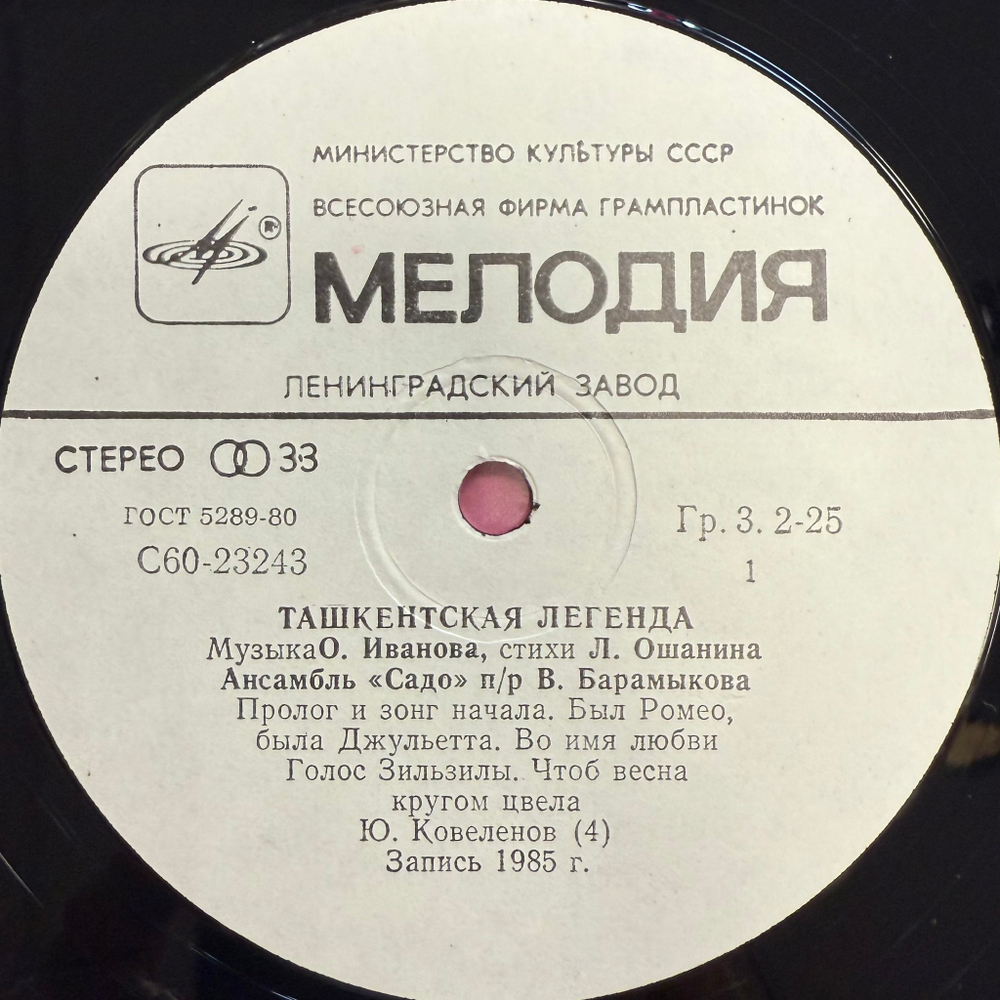 МИНИСТЕРСТВО КУЛЬТУРЫ СССР
ВСЕСОЮЗНАЯ ФИРМА ГРАМПЛАСТИНОК
®
МЕЛОДИЯ
ЛЕНИНГРАДСКИЙ ЗАВОД
СТЕРЕО 33
ГОСТ 5289-80
Гр. 3. 2-25
С60-23243
1
ТАШКЕНТСКАЯ ЛЕГЕНДА
МузыкаО. Иванова, стихи Л. Ошанина
Ансамбль «Садо» п/р В. Барамыкова
Пролог и зонг начала. Был Ромео,
была Джульетта. Во имя любви
Голос Зильзилы. Чтоб весна
кругом цвела
Ю. Ковеленов (4)
Запись 1985 г.